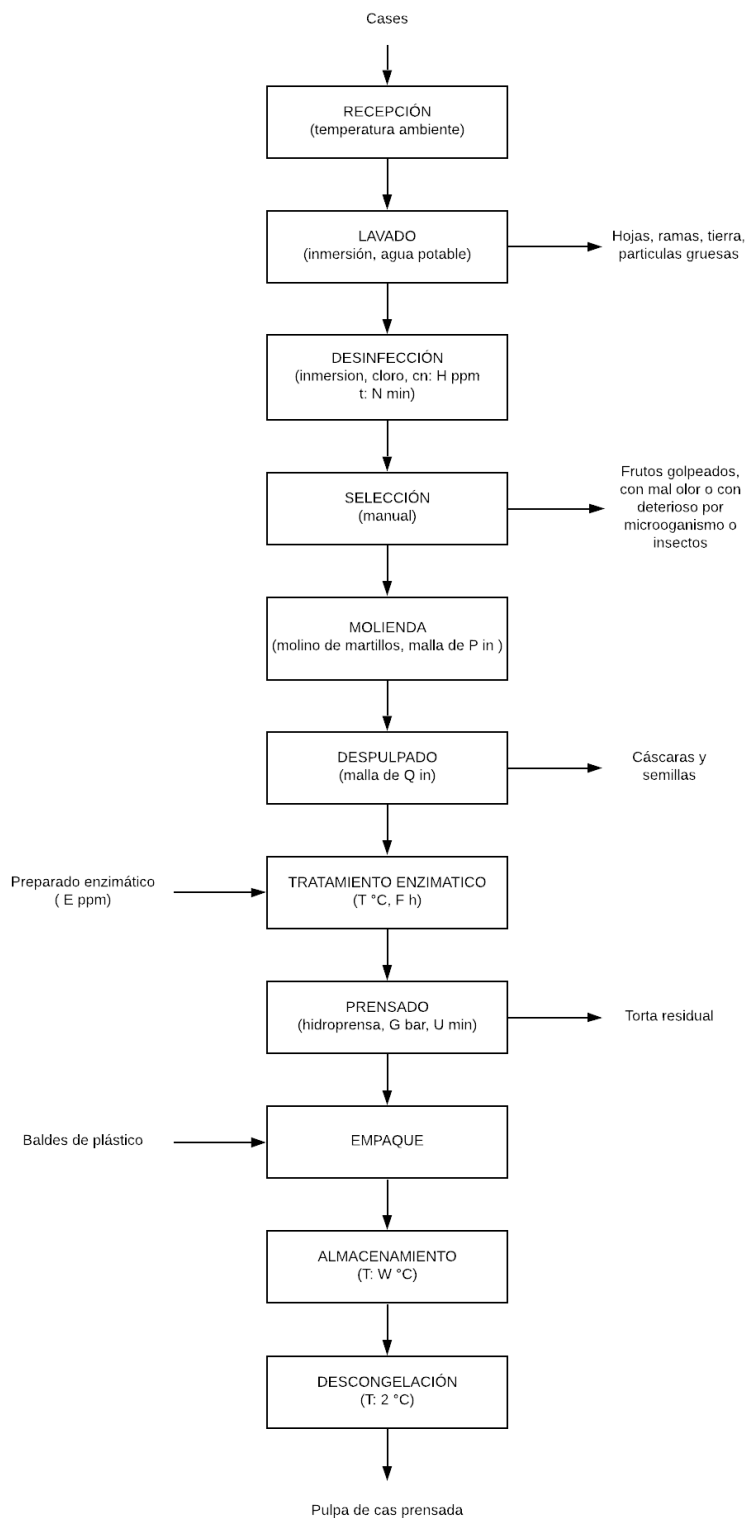 Cases
RECEPCIÓN
(temperatura ambiente)
LAVADO
(inmersión, agua potable)
Hojas, ramas, tierra,
particulas gruesas
DESINFECCIÓN
(inmersion, cloro, cn: H ppm
t: N min)
SELECCIÓN
(manual)
Frutos golpeados,
con mal olor o con
deterioso por
microoganismo o
insectos
MOLIENDA
(molino de martillos, malla de P in )
DESPULPADO
(malla de Q in)
Cáscaras y
semillas
Preparado enzimático
( E ppm)
TRATAMIENTO ENZIMATICO
(T °C, F h)
PRENSADO
(hidroprensa, G bar, U min)
Torta residual
Baldes de plástico
EMPAQUE
ALMACENAMIENTO
(T: W °C)
DESCONGELACIÓN
(T: 2 °C)
Pulpa de cas prensada